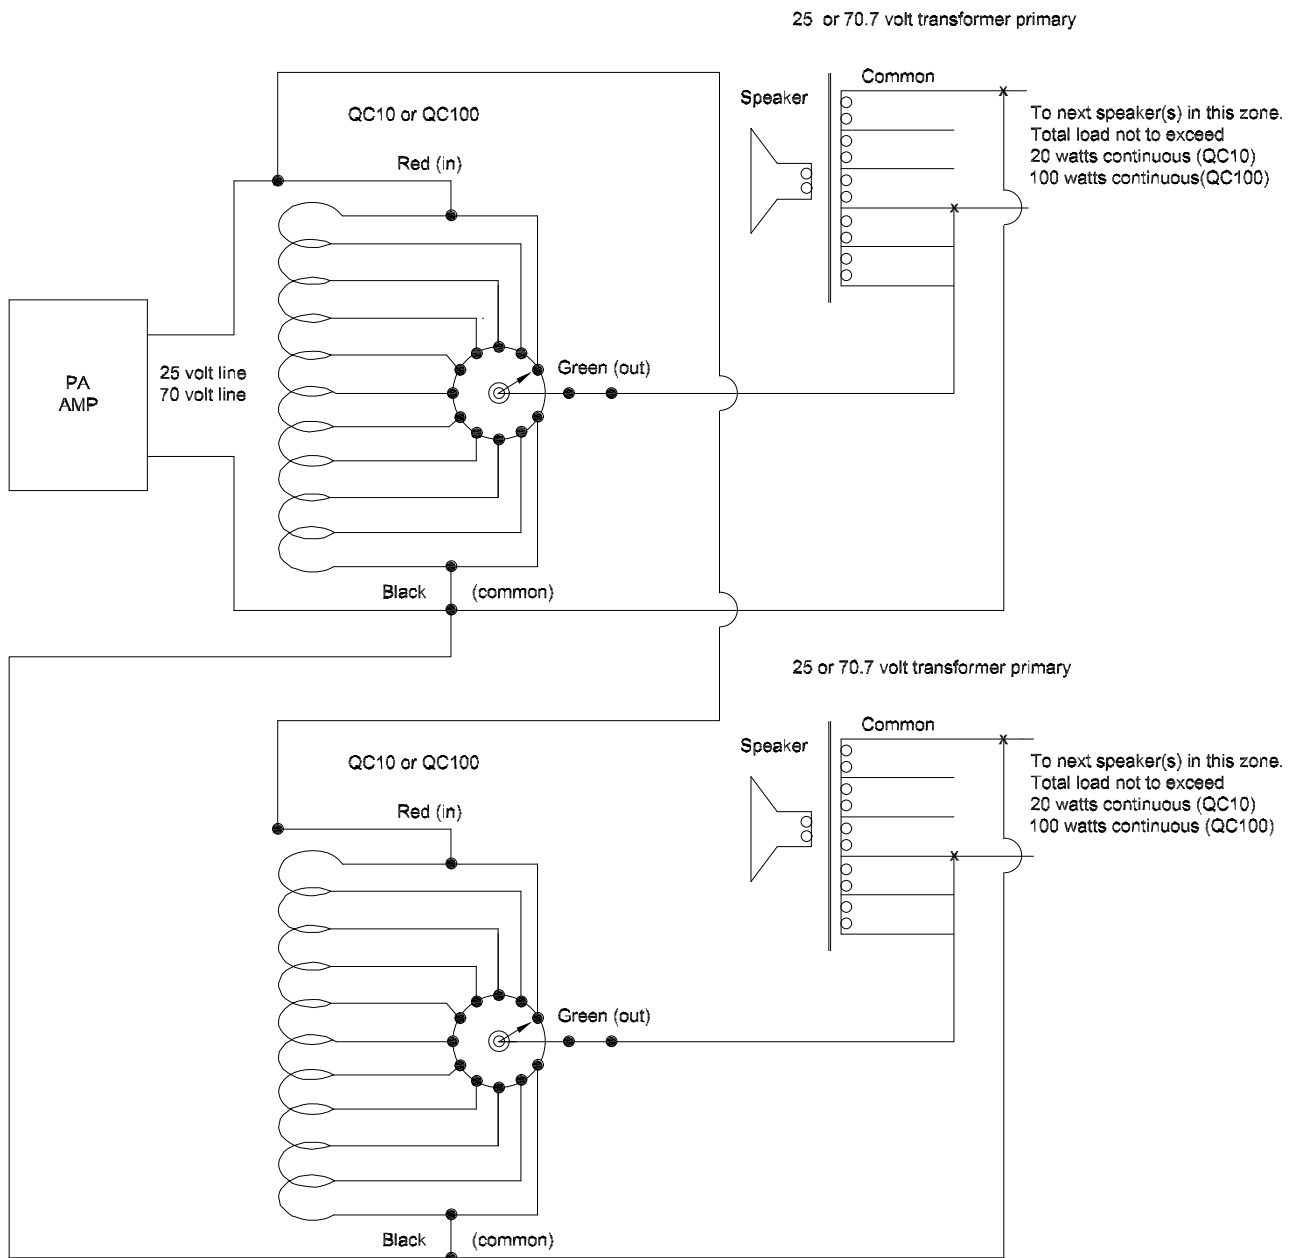 25 or 70.7 volt transformer primary
Common
Speaker
QC10 or QC100
To next speaker(s) in this zone.
Total load not to exceed
20 watts continuous (QC10)
100 watts continuous(QC100)
Red (in)
Green (out)
25 volt line
70 volt line
PA
AMP
Black (common)
25 or 70.7 volt transformer primary
Common
Speaker
QC10 or QC100
To next speaker(s) in this zone.
Total load not to exceed
20 watts continuous (QC10)
100 watts continuous (QC100)
Red (in)
Green (out)
Black (common)